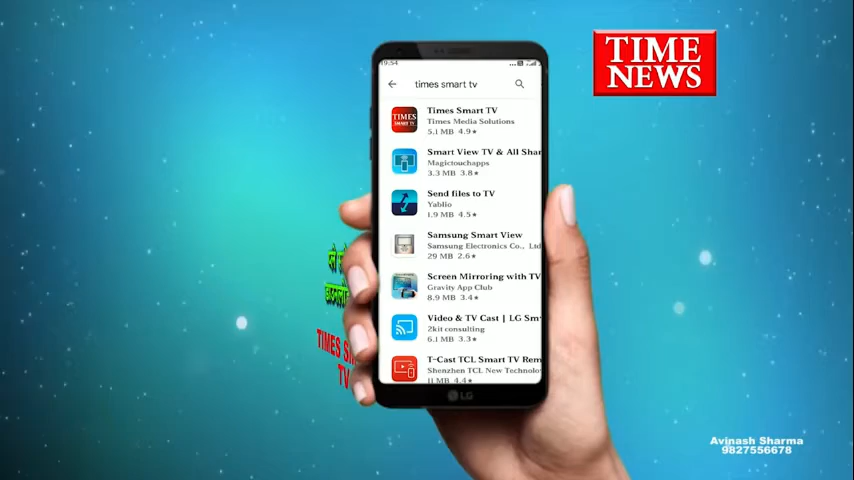 TIME
NEWS
19:54
times smart tv
Times Smart TV
Times Media Solutions
5.1 MB 4.9★
Smart View TV & All Shar
Magictouchapps
3.3 MB 3.8★
Send files to TV
Yablio
1.9 MB 4.5★
Samsung Smart View
Samsung Electronics Co., Ltd
29 MB 2.6★
Screen Mirroring with TV
Gravity App Club
8.9 MB 3.4★
Video & TV Cast | LG Sm
2kit consulting
6.1 MB 3.3★
T-Cast TCL Smart TV Rem
Shenzhen TCL New Technolo
11 MB 4.4★
TIMES
SMART TV
LG
TIMES S
TV
Avinash Sharma
9827556678